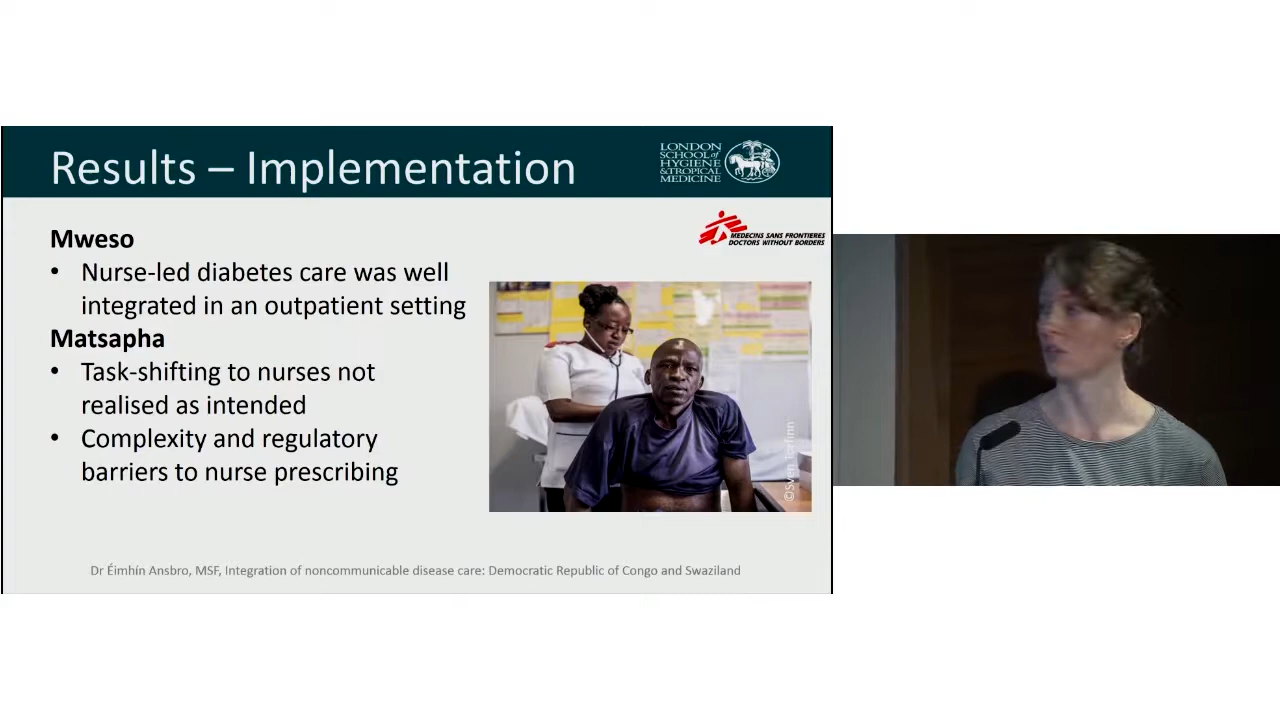 Results – Implementation
LONDON
SCHOOL of
HYGIENE
& TROPICAL
MEDICINE
MEDECINS SANS FRONTIERES
DOCTORS WITHOUT BORDERS
Mweso
• Nurse-led diabetes care was well
integrated in an outpatient setting
Matsapha
• Task-shifting to nurses not
realised as intended
• Complexity and regulatory
barriers to nurse prescribing
©Sven Torfinn
Dr Éimhín Ansbro, MSF, Integration of noncommunicable disease care: Democratic Republic of Congo and Swaziland